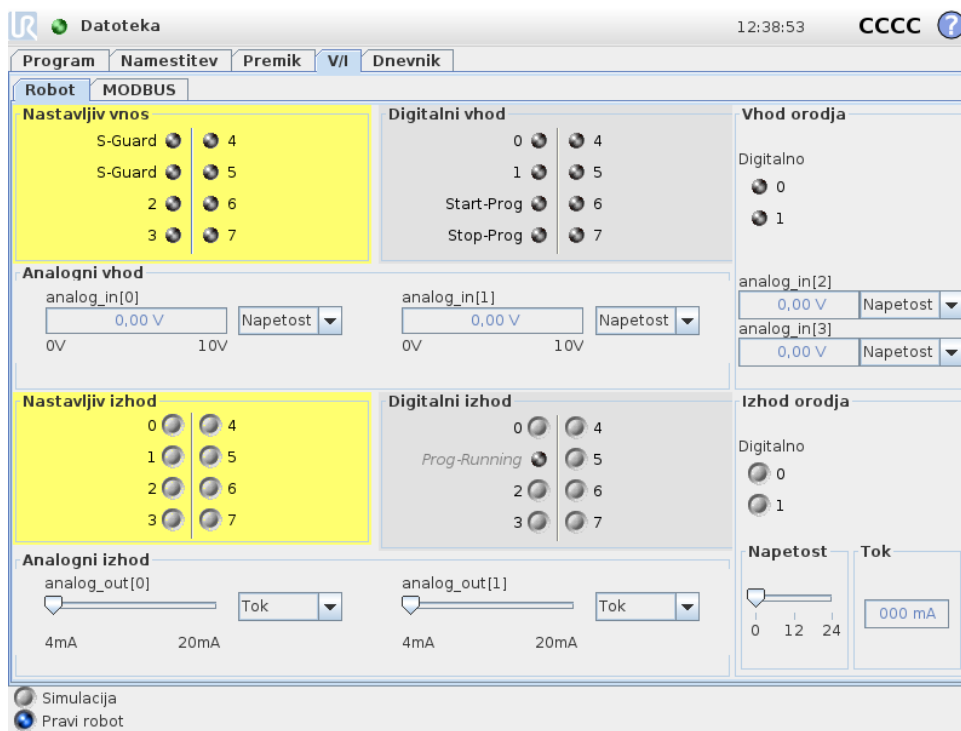 UR Datoteka 12:38:53 CCCC ?
Program Namestitev Premik V/I Dnevnik
Robot MODBUS
Nastavljiv vnos
S-Guard 4
S-Guard 5
2 6
3 7
Digitalni vhod
0 4
1 5
Start-Prog 6
Stop-Prog 7
Vhod orodja
Digitalno
0
1
analog_in[2]
0,00 V Napetost
analog_in[3]
0,00 V Napetost
Analogni vhod
analog_in[0]
0,00 V Napetost
0V 10V
analog_in[1]
0,00 V Napetost
0V 10V
Nastavljiv izhod
0 4
1 5
2 6
3 7
Digitalni izhod
0 4
Prog-Running 5
2 6
3 7
Izhod orodja
Digitalno
0
1
Napetost
0 12 24
Tok
000 mA
Analogni izhod
analog_out[0]
Tok
4mA 20mA
analog_out[1]
Tok
4mA 20mA
Simulacija
Pravi robot